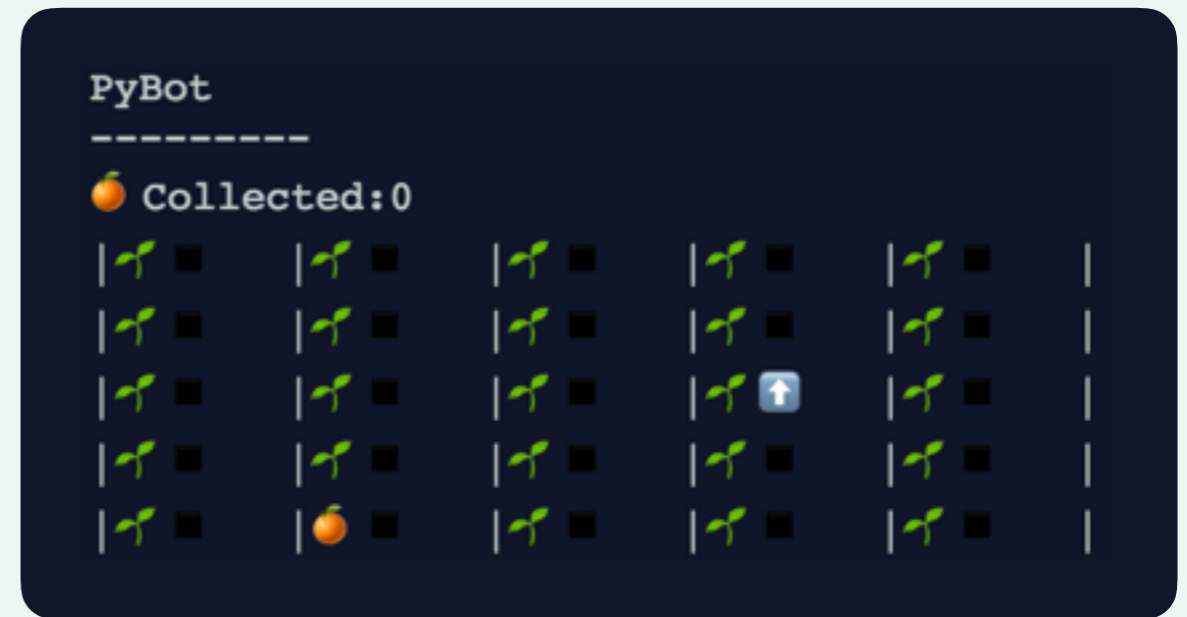 PyBot
---------
🍊 Collected:0
|🌱 ◾ |🌱 ◾ |🌱 ◾ |🌱 ◾ |🌱 ◾ |
|🌱 ◾ |🌱 ◾ |🌱 ◾ |🌱 ◾ |🌱 ◾ |
|🌱 ◾ |🌱 ◾ |🌱 ◾ |🌱 ⬆️ |🌱 ◾ |
|🌱 ◾ |🌱 ◾ |🌱 ◾ |🌱 ◾ |🌱 ◾ |
|🌱 ◾ |🍊 ◾ |🌱 ◾ |🌱 ◾ |🌱 ◾ |